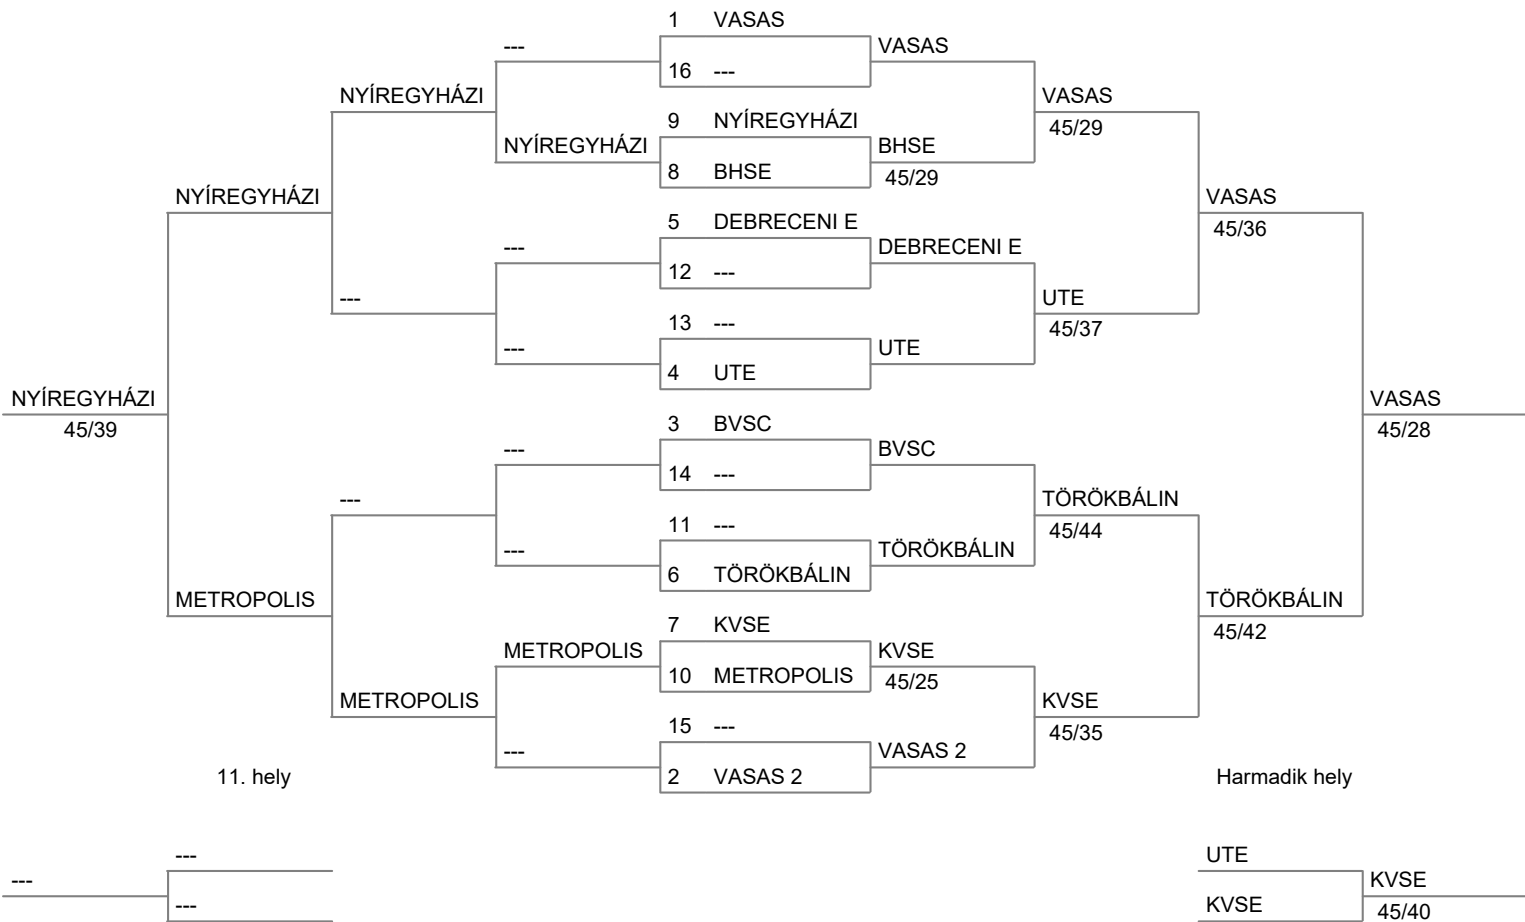 1 VASAS
--- VASAS
16 ---
NYÍREGYHÁZI VASAS
9 NYÍREGYHÁZI 45/29
NYÍREGYHÁZI BHSE
8 BHSE 45/29
NYÍREGYHÁZI VASAS
5 DEBRECENI E 45/36
--- DEBRECENI E
12 ---
--- UTE
13 --- 45/37
--- UTE
4 UTE
NYÍREGYHÁZI VASAS
45/39 3 BVSC 45/28
--- BVSC
14 ---
--- TÖRÖKBÁLIN
11 --- 45/44
--- TÖRÖKBÁLIN
6 TÖRÖKBÁLIN
METROPOLIS TÖRÖKBÁLIN
7 KVSE 45/42
METROPOLIS KVSE
10 METROPOLIS 45/25
METROPOLIS KVSE
15 --- 45/35
--- VASAS 2
11. hely 2 VASAS 2 Harmadik hely
--- UTE
--- KVSE
--- KVSE 45/40